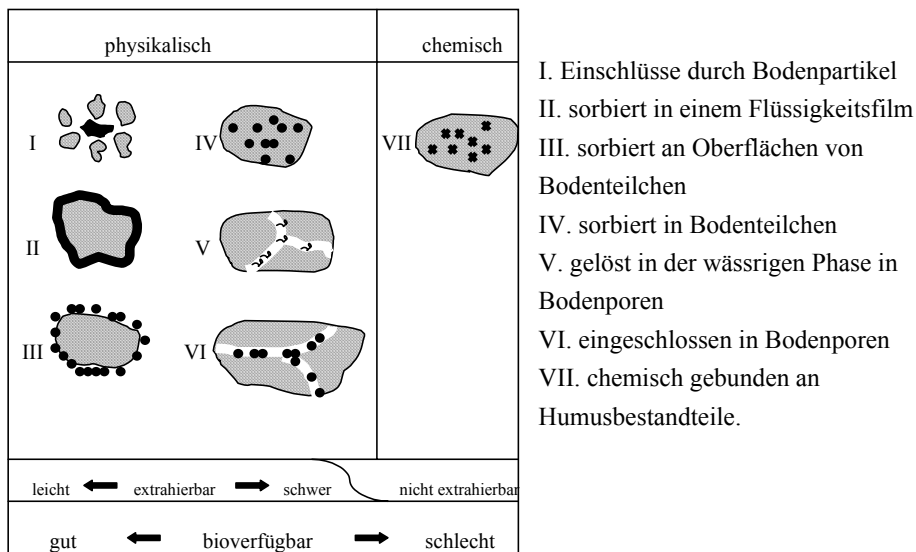 physikalisch
chemisch
I
IV
VII
II
V
III
VI
leicht extrahierbar schwer nicht extrahierbar
gut bioverfügbar schlecht
I. Einschlüsse durch Bodenpartikel
II. sorbiert in einem Flüssigkeitsfilm
III. sorbiert an Oberflächen von
Bodenteilchen
IV. sorbiert in Bodenteilchen
V. gelöst in der wässrigen Phase in
Bodenporen
VI. eingeschlossen in Bodenporen
VII. chemisch gebunden an
Humusbestandteile.